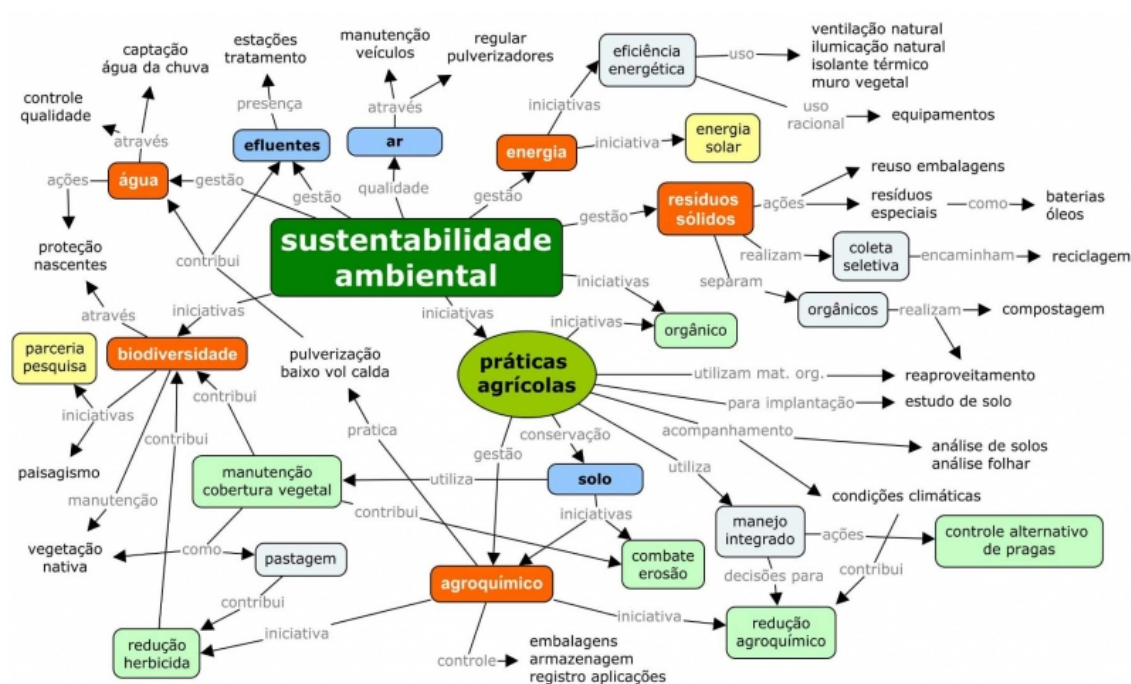 captação
água da chuva
estações
tratamento
manutenção
veículos
regular
pulverizadores
eficiência
energética
uso
ventilação natural
ilumicação natural
isolante térmico
muro vegetal
controle
qualidade
através
presença
através
iniciativas
uso
racional
equipamentos
efluentes
ar
energia
iniciativa
energia
solar
ações
água
gestão
gestão
qualidade
gestão
gestão
resíduos
sólidos
ações
reuso embalagens
resíduos
especiais
como
baterias
óleos
sustentabilidade
ambiental
proteção
nascentes
contribui
realizam
coleta
seletiva
encaminham
reciclagem
separam
orgânicos
realizam
compostagem
iniciativas
iniciativas
iniciativas
iniciativas
orgânico
através
parceria
pesquisa
biodiversidade
pulverização
baixo vol calda
práticas
agrícolas
utilizam mat. org.
reaproveitamento
para implantação
estudo de solo
iniciativas
contribui
contribui
pratica
conservação
acompanhamento
análise de solos
análise folhar
gestão
paisagismo
manutenção
manutenção
cobertura vegetal
utiliza
solo
utiliza
condições climáticas
contribui
iniciativas
manejo
integrado
ações
controle alternativo
de pragas
vegetação
nativa
como
pastagem
combate
erosão
agroquímico
decisões para
contribui
contribui
redução
herbicida
iniciativa
iniciativa
redução
agroquímico
controle
embalagens
armazenagem
registro aplicações